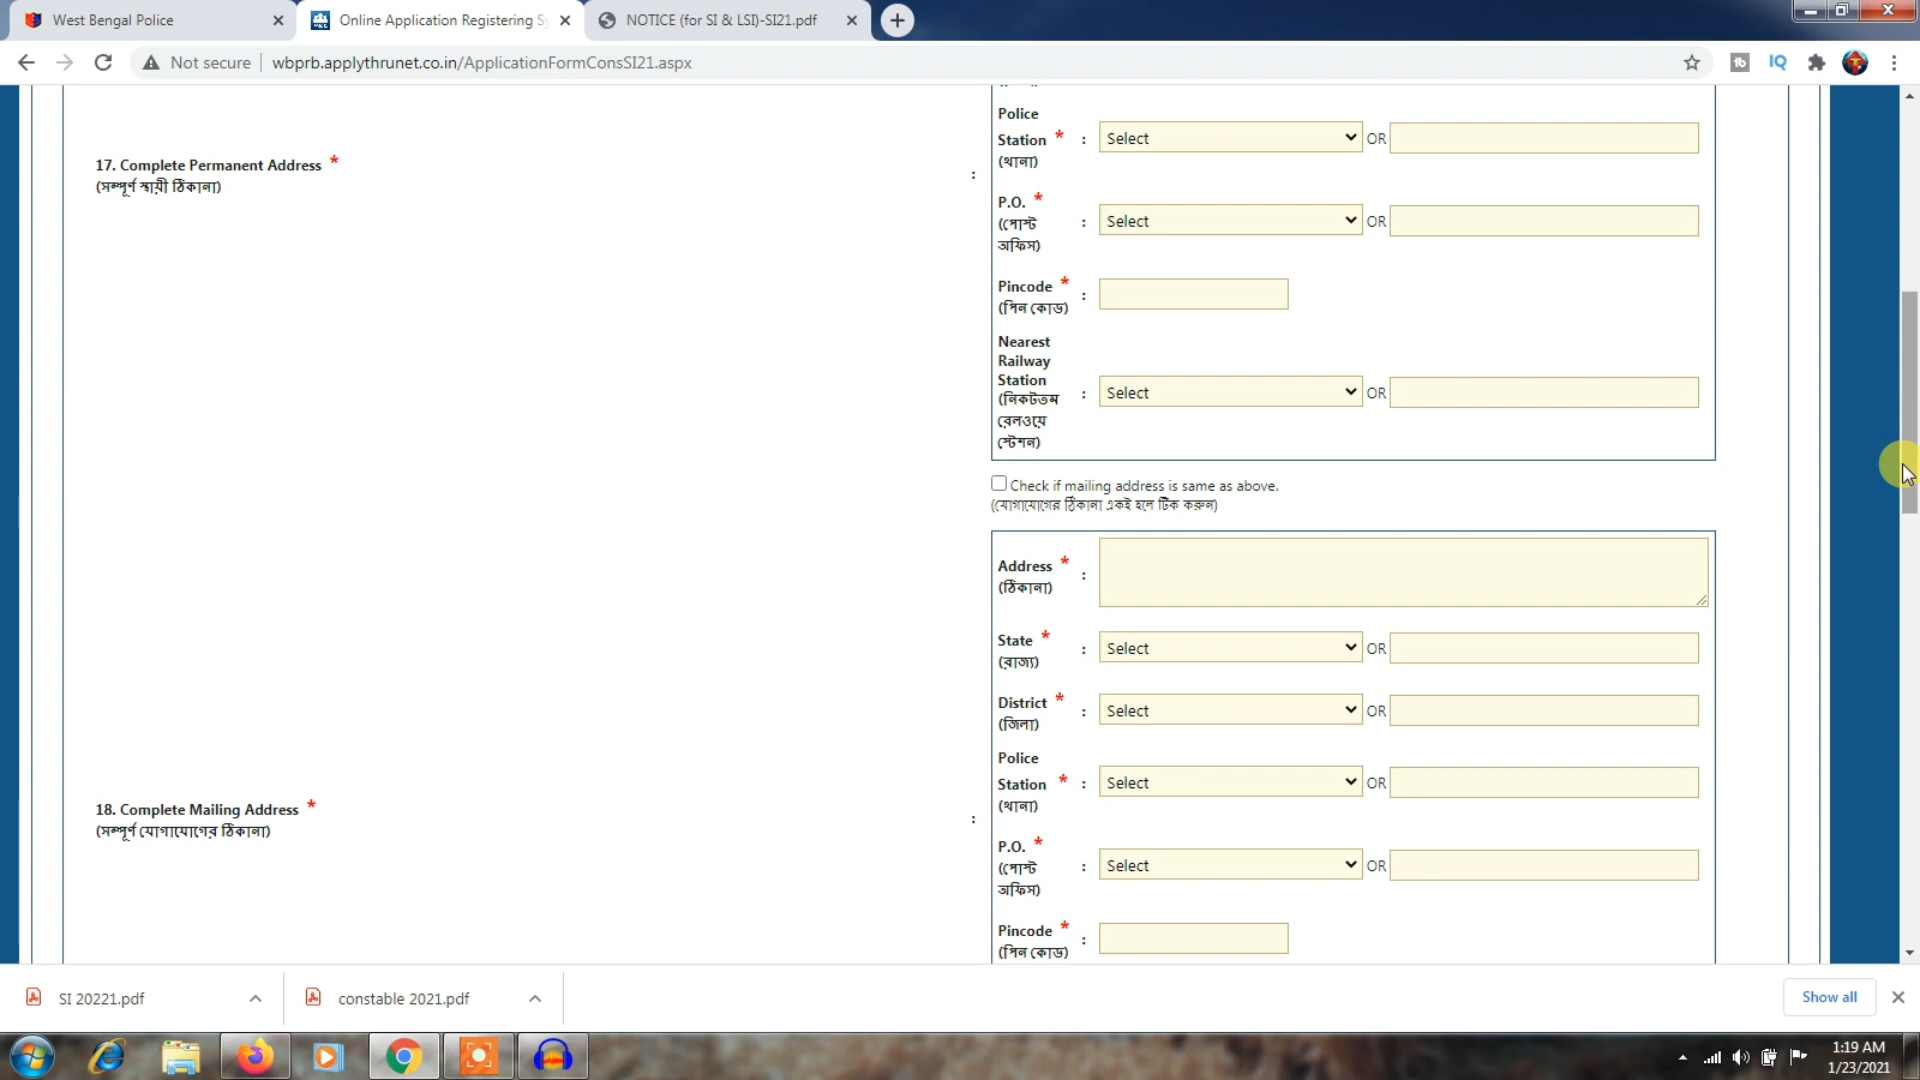 West Bengal Police
Online Application Registering S
NOTICE (for SI & LSI)-SI21.pdf
Not secure
wbprb.applythrunet.co.in/ApplicationFormConsSI21.aspx
IQ
17. Complete Permanent Address *
(সম্পূর্ণ স্থায়ী ঠিকানা)
:
Police
Station * : Select OR
(থানা)
P.O. *
(পোস্ট : Select OR
অফিস)
Pincode * :
(পিন কোড)
Nearest
Railway
Station : Select OR
(নিকটতম
রেলওয়ে
স্টেশন)
Check if mailing address is same as above.
(যোগাযোগের ঠিকানা একই হলে টিক করুন)
18. Complete Mailing Address *
(সম্পূর্ণ যোগাযোগের ঠিকানা)
:
Address * :
(ঠিকানা)
State * : Select OR
(রাজ্য)
District * : Select OR
(জিলা)
Police
Station * : Select OR
(থানা)
P.O. *
(পোস্ট : Select OR
অফিস)
Pincode * :
(পিন কোড)
SI 20221.pdf
constable 2021.pdf
Show all
1:19 AM
1/23/2021